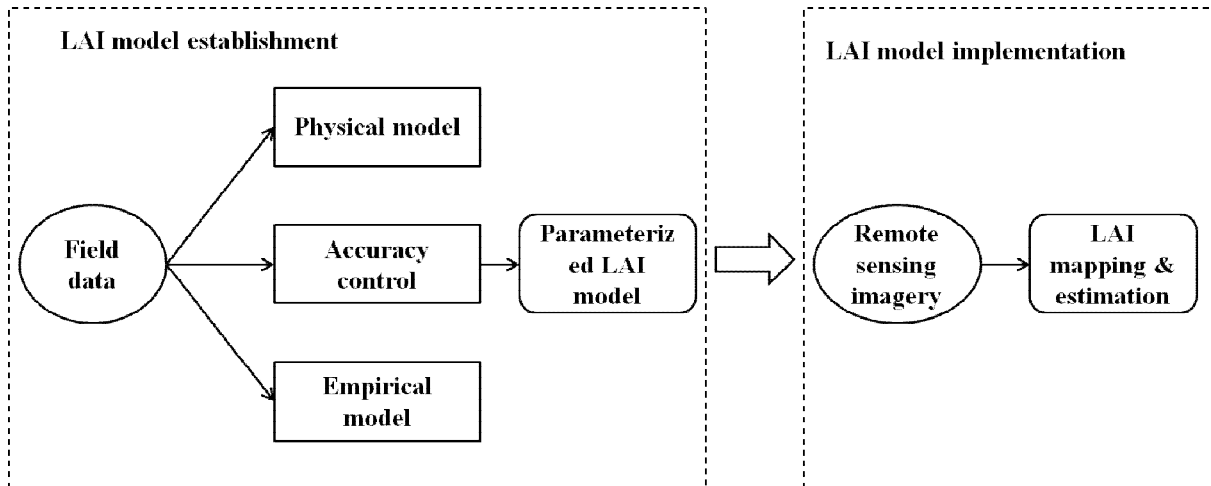 LAI model establishment
Physical model
Field
data
Accuracy
control
Parameteriz
ed LAI
model
Empirical
model
LAI model implementation
Remote
sensing
imagery
LAI
mapping &
estimation